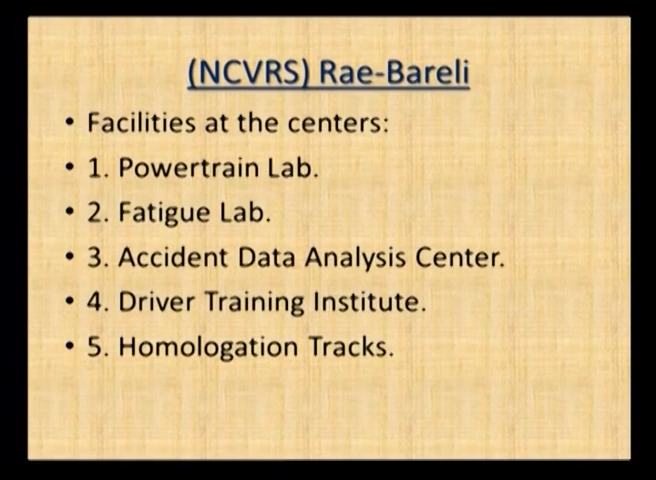 (NCVRS) Rae-Bareli
• Facilities at the centers:
• 1. Powertrain Lab.
• 2. Fatigue Lab.
• 3. Accident Data Analysis Center.
• 4. Driver Training Institute.
• 5. Homologation Tracks.